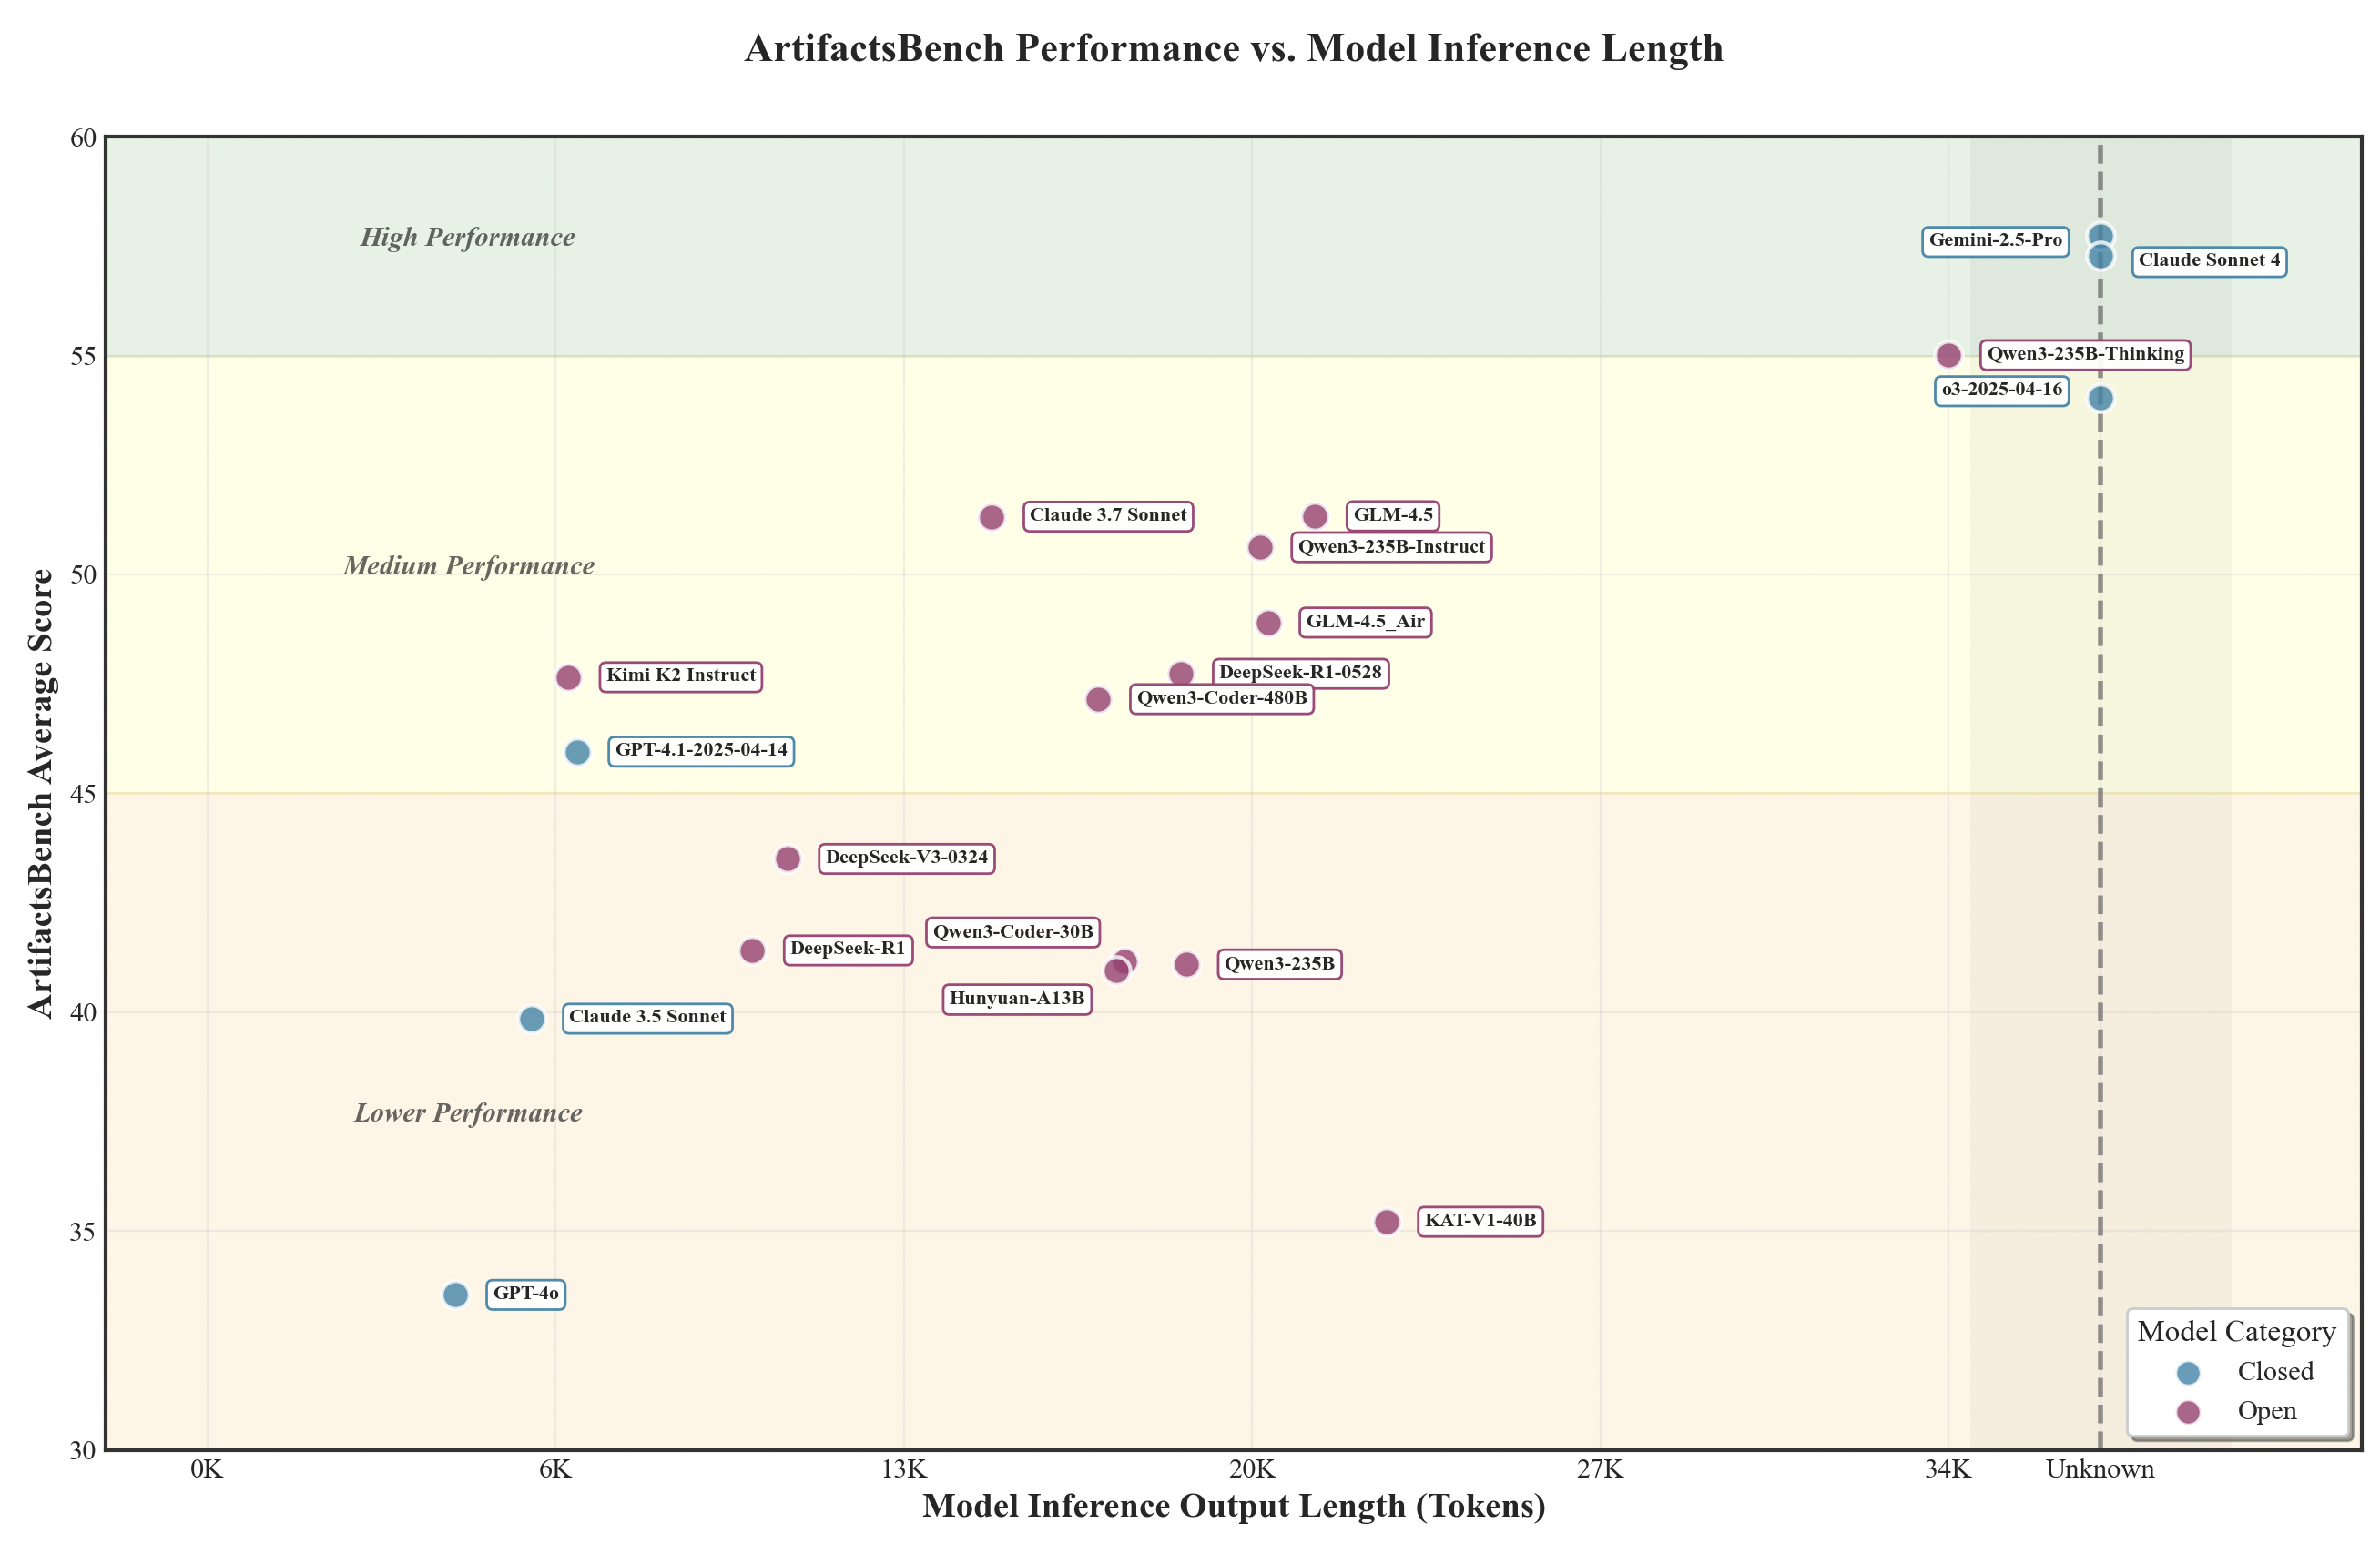 ArtifactsBench Performance vs. Model Inference Length
ArtifactsBench Average Score
60
55
50
45
40
35
30
High Performance
Medium Performance
Lower Performance
Gemini-2.5-Pro
Claude Sonnet 4
Qwen3-235B-Thinking
o3-2025-04-16
Claude 3.7 Sonnet
GLM-4.5
Qwen3-235B-Instruct
GLM-4.5_Air
Kimi K2 Instruct
DeepSeek-R1-0528
Qwen3-Coder-480B
GPT-4.1-2025-04-14
DeepSeek-V3-0324
Qwen3-Coder-30B
DeepSeek-R1
Qwen3-235B
Hunyuan-A13B
Claude 3.5 Sonnet
KAT-V1-40B
GPT-4o
Model Category
Closed
Open
0K
6K
13K
20K
27K
34K
Unknown
Model Inference Output Length (Tokens)